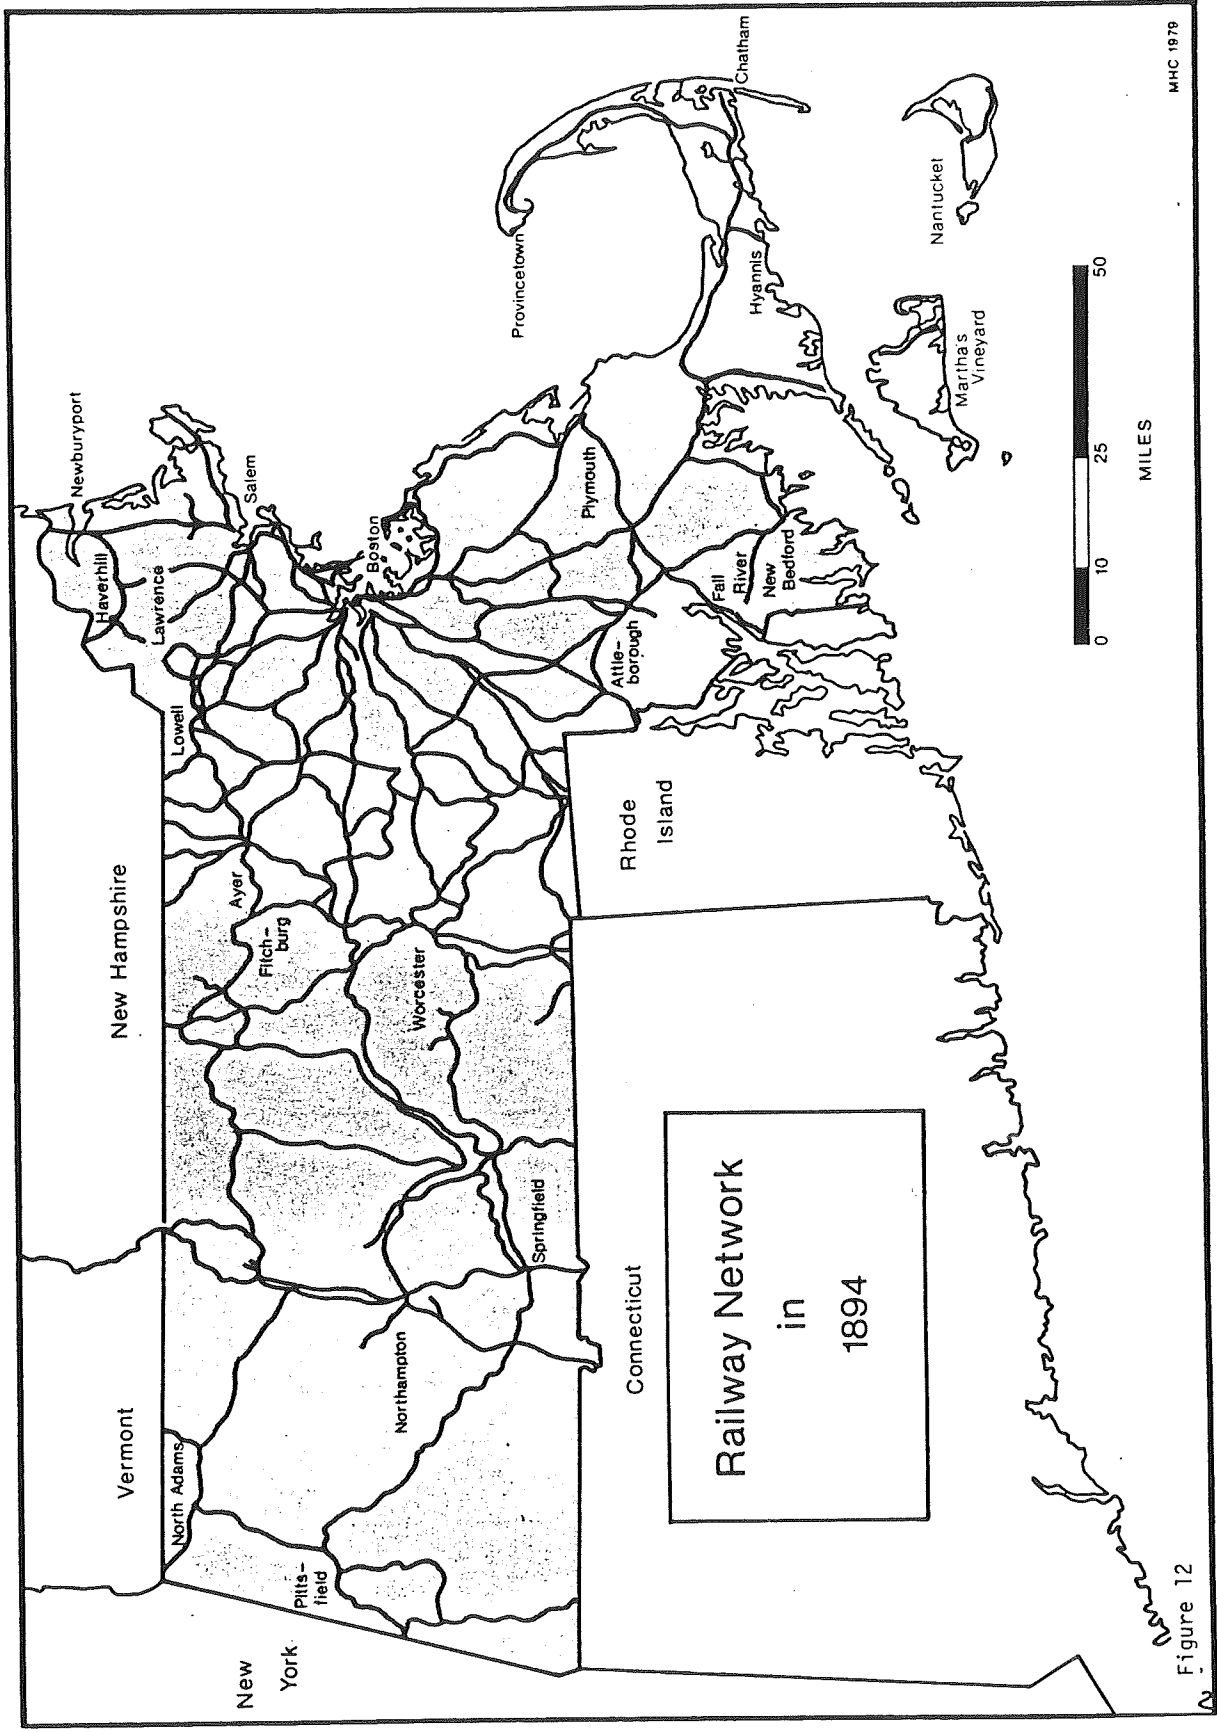 New Hampshire
Vermont
New
York
Connecticut
Rhode
Island
North Adams
Pitts-
field
Northampton
Springfield
Fitch-
burg
Ayer
Worcester
Lowell
Lawrence
Haverhill
Newburyport
Salem
Boston
Plymouth
Attle-
borough
Fall
River
New
Bedford
Provincetown
Chatham
Hyannis
Martha's
Vineyard
Nantucket
Railway Network
in
1894
0 10 25 50
MILES
MHC 1979
Figure 12